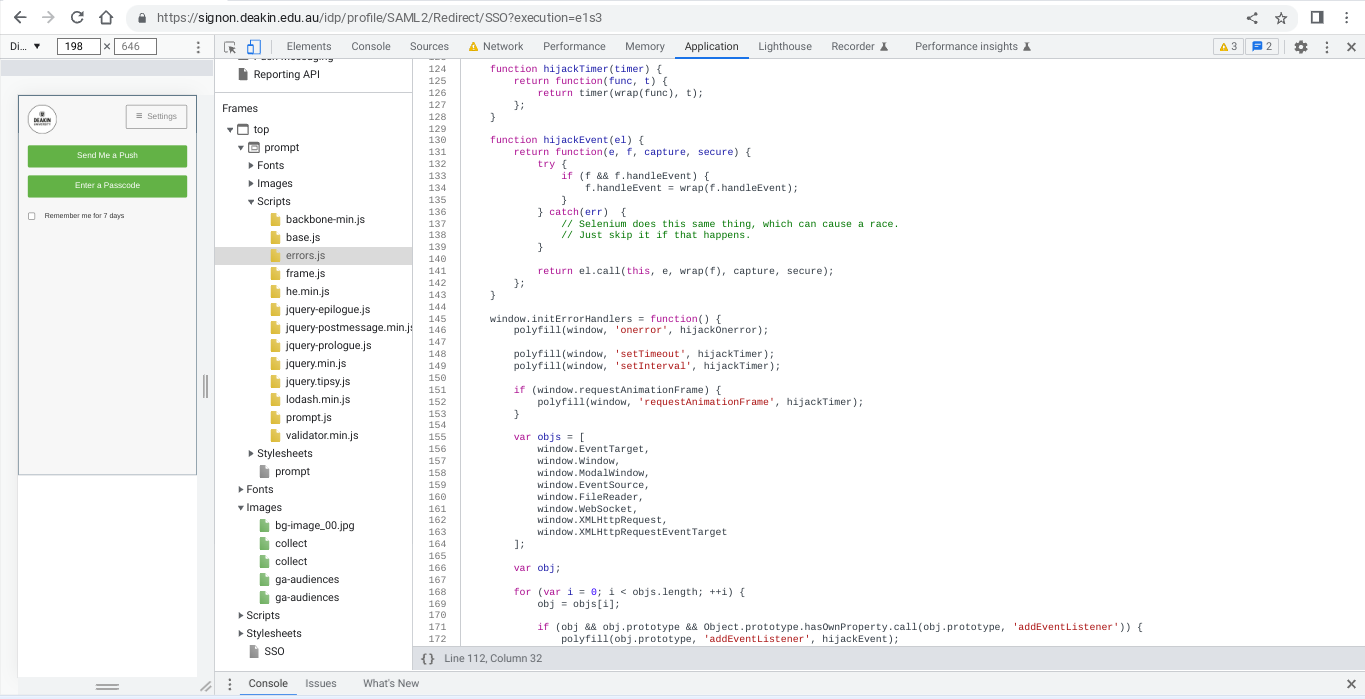 https://signon.deakin.edu.au/idp/profile/SAML2/Redirect/SSO?execution=e1s3
Di... ▼ 198 × 646
Elements Console Sources Network Performance Memory Application Lighthouse Recorder Performance insights 3 2
Reporting API
Frames
top
prompt
Fonts
Images
Scripts
backbone-min.js
base.js
errors.js
frame.js
he.min.js
jquery-epilogue.js
jquery-postmessage.min.js
jquery-prologue.js
jquery.min.js
jquery.tipsy.js
lodash.min.js
prompt.js
validator.min.js
Stylesheets
prompt
Fonts
Images
bg-image_00.jpg
collect
collect
ga-audiences
ga-audiences
Scripts
Stylesheets
SSO
DEAKIN
≡ Settings
Send Me a Push
Enter a Passcode
Remember me for 7 days
124 function hijackTimer(timer) {
125 return function(func, t) {
126 return timer(wrap(func), t);
127 };
128 }
129
130 function hijackEvent(el) {
131 return function(e, f, capture, secure) {
132 try {
133 if (f && f.handleEvent) {
134 f.handleEvent = wrap(f.handleEvent);
135 }
136 } catch(err) {
137 // Selenium does this same thing, which can cause a race.
138 // Just skip it if that happens.
139 }
140
141 return el.call(this, e, wrap(f), capture, secure);
142 };
143 }
144
145 window.initErrorHandlers = function() {
146 polyfill(window, 'onerror', hijackOnerror);
147
148 polyfill(window, 'setTimeout', hijackTimer);
149 polyfill(window, 'setInterval', hijackTimer);
150
151 if (window.requestAnimationFrame) {
152 polyfill(window, 'requestAnimationFrame', hijackTimer);
153 }
154
155 var objs = [
156 window.EventTarget,
157 window.Window,
158 window.ModalWindow,
159 window.EventSource,
160 window.FileReader,
161 window.WebSocket,
162 window.XMLHttpRequest,
163 window.XMLHttpRequestEventTarget
164 ];
165
166 var obj;
167
168 for (var i = 0; i < objs.length; ++i) {
169 obj = objs[i];
170
171 if (obj && obj.prototype && Object.prototype.hasOwnProperty.call(obj.prototype, 'addEventListener')) {
172 polyfill(obj.prototype, 'addEventListener', hijackEvent);
{} Line 112, Column 32
Console Issues What's New